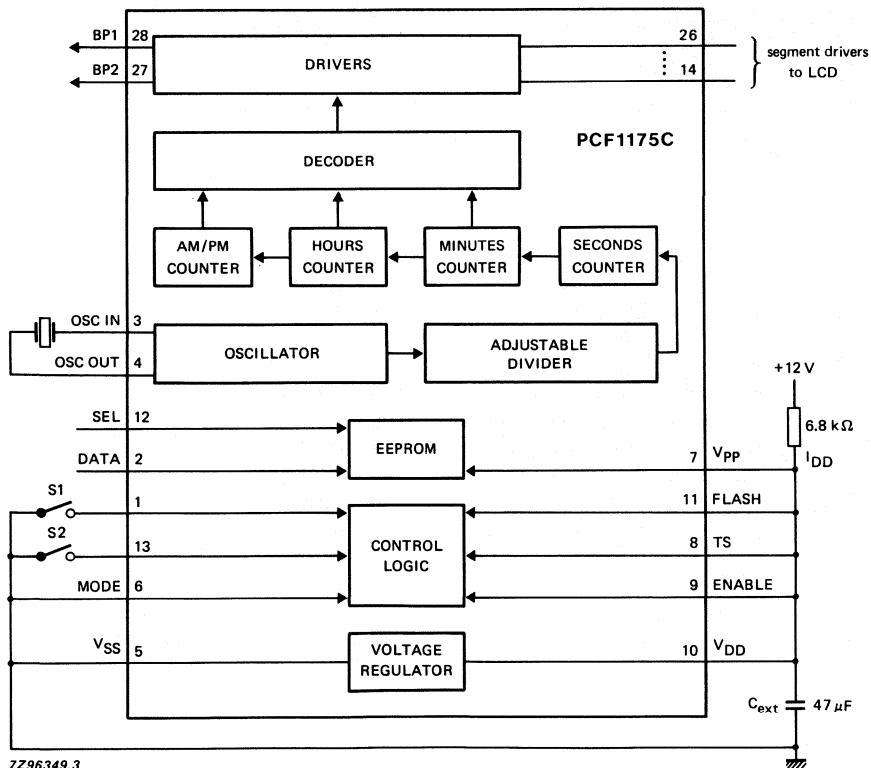 BP1 28
26
segment drivers
to LCD
BP2 27
14
DRIVERS
PCF1175C
DECODER
AM/PM
COUNTER
HOURS
COUNTER
MINUTES
COUNTER
SECONDS
COUNTER
OSC IN 3
OSC OUT 4
OSCILLATOR
ADJUSTABLE
DIVIDER
+12 V
6.8 kΩ
IDD
SEL 12
DATA 2
EEPROM
7 VPP
S1
1
11 FLASH
S2
13
CONTROL
LOGIC
8 TS
MODE 6
9 ENABLE
VSS 5
VOLTAGE
REGULATOR
10 VDD
Cext
47 μF
7Z96349.3